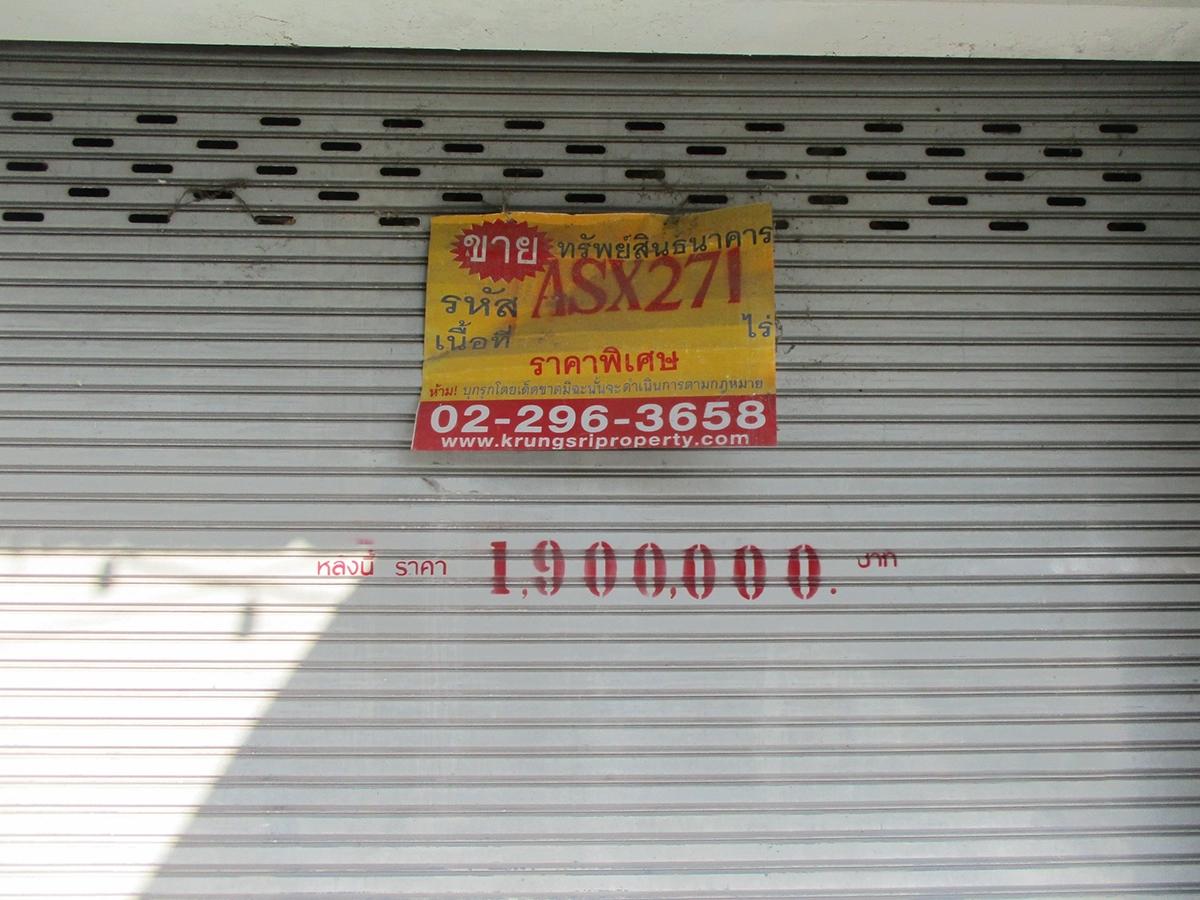 ขาย ทรัพย์สินธนาคาร
รหัส ASX271
เนื้อที่ ไร่
ราคาพิเศษ
ห้าม! บุกรุกโดยเด็ดขาดมิฉะนั้นจะดำเนินการตามกฎหมาย
02-296-3658
www.krungsriproperty.com
หลังนี้ ราคา 1,900,000. บาท